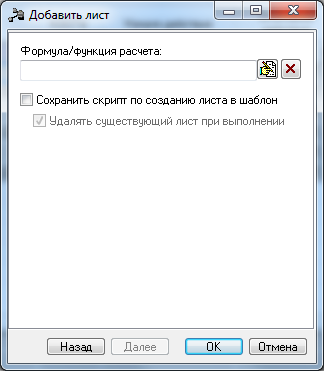 Добавить лист
Формула/функция расчета:
Сохранить скрипт по созданию листа в шаблон
Удалять существующий лист при выполнении
Назад Далее OK Отмена